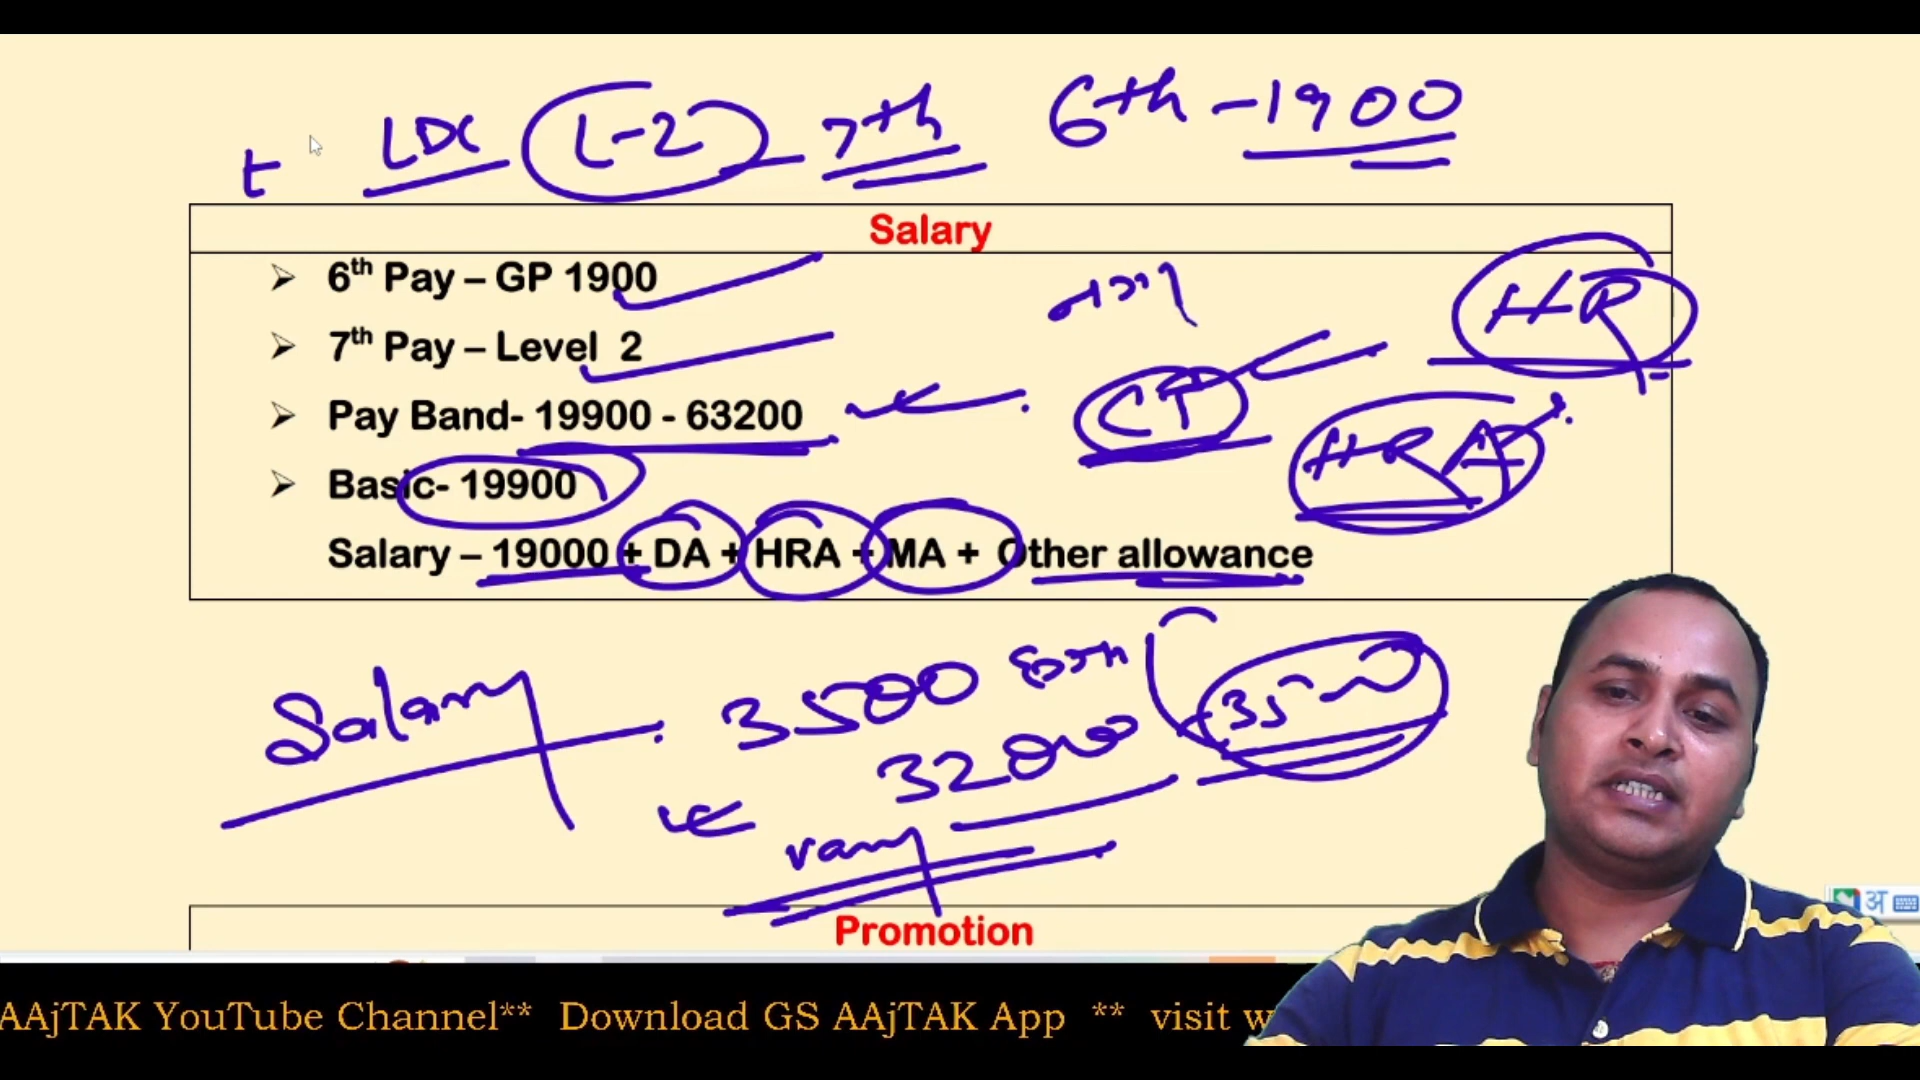 LDC L-2 7th 6th - 1900
Salary
➢ 6th Pay – GP 1900
➢ 7th Pay – Level 2
➢ Pay Band- 19900 - 63200
➢ Basic- 19900
Salary – 19000 + DA + HRA + MA + Other allowance
HR
CT
HRA
Salary 3500
32000
vary
Promotion
AAjTAK YouTube Channel** Download GS AAjTAK App ** visit
अ